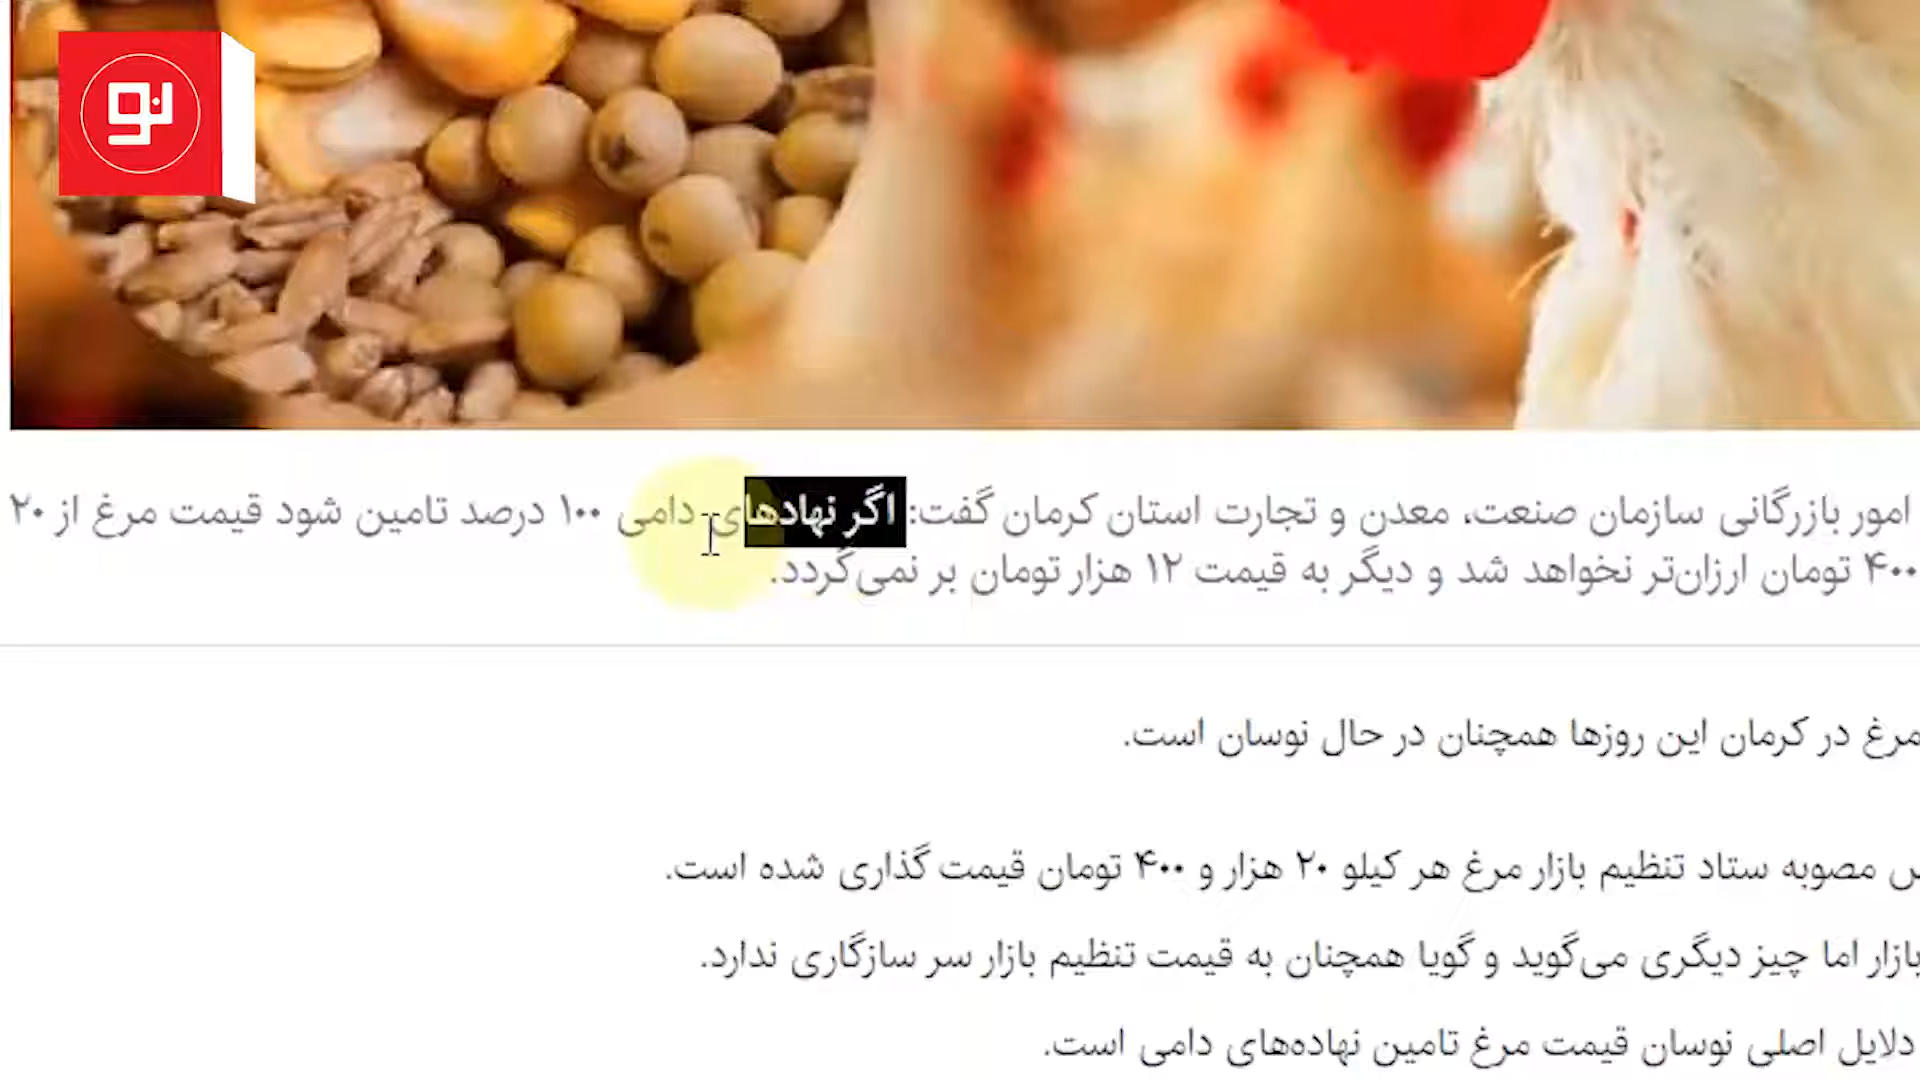 نو
امور بازرگانی سازمان صنعت، معدن و تجارت استان کرمان گفت: اگر نهادهای دامی ۱۰۰ درصد تامین شود قیمت مرغ از ۲۰
۴۰۰ تومان ارزان‌تر نخواهد شد و دیگر به قیمت ۱۲ هزار تومان بر نمی‌گردد.
مرغ در کرمان این روزها همچنان در حال نوسان است.
مصوبه ستاد تنظیم بازار مرغ هر کیلو ۲۰ هزار و ۴۰۰ تومان قیمت گذاری شده است.
بازار اما چیز دیگری می‌گوید و گویا همچنان به قیمت تنظیم بازار سر سازگاری ندارد.
دلایل اصلی نوسان قیمت مرغ تامین نهاده‌های دامی است.